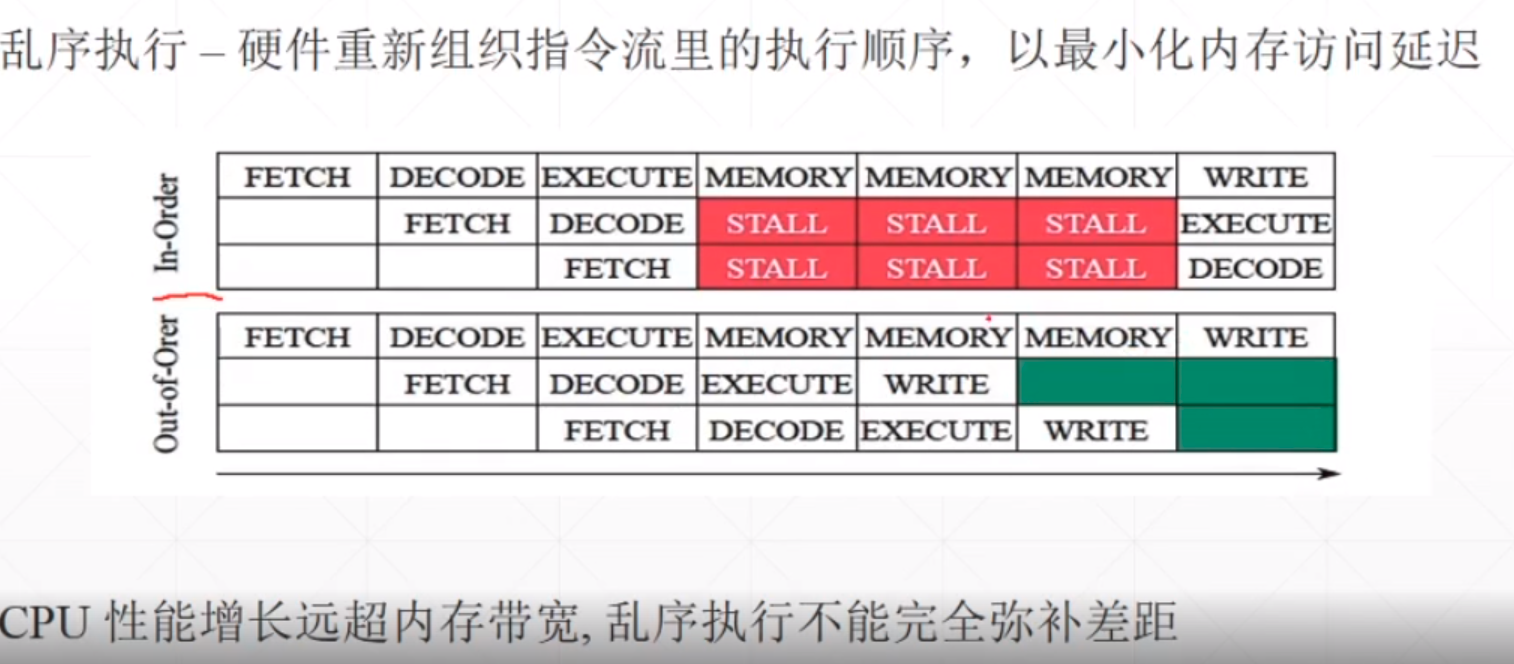 乱序执行 – 硬件重新组织指令流里的执行顺序，以最小化内存访问延迟
In-Order
FETCH DECODE EXECUTE MEMORY MEMORY MEMORY WRITE
FETCH DECODE STALL STALL STALL EXECUTE
FETCH STALL STALL STALL DECODE
Out-of-Orer
FETCH DECODE EXECUTE MEMORY MEMORY MEMORY WRITE
FETCH DECODE EXECUTE WRITE
FETCH DECODE EXECUTE WRITE
CPU 性能增长远超内存带宽, 乱序执行不能完全弥补差距